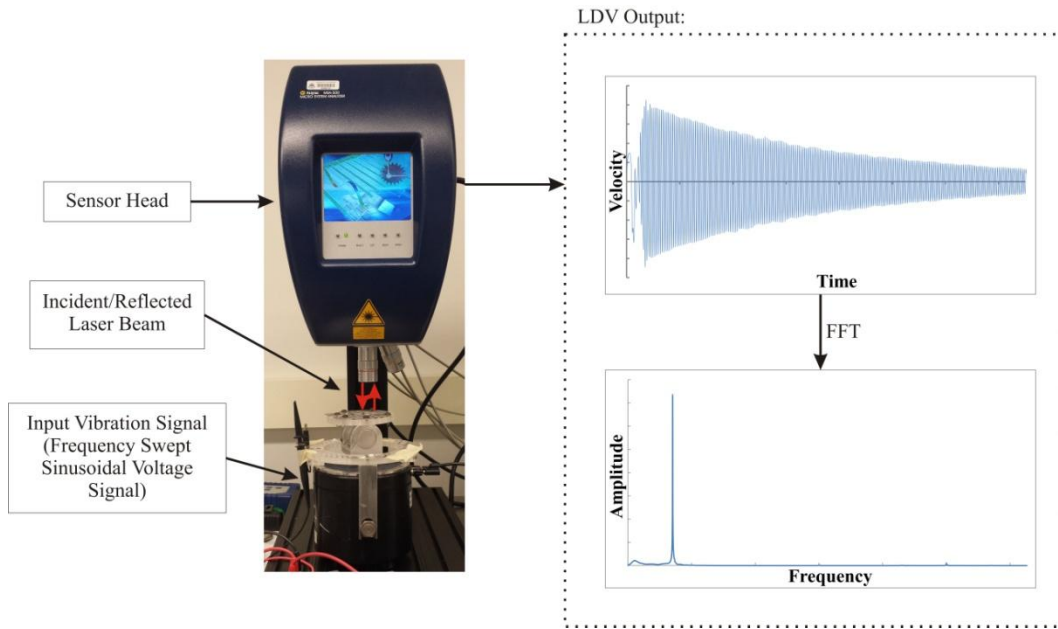 LDV Output:
Sensor Head
Incident/Reflected
Laser Beam
Input Vibration Signal
(Frequency Swept
Sinusoidal Voltage
Signal)
Velocity
Time
FFT
Amplitude
Frequency